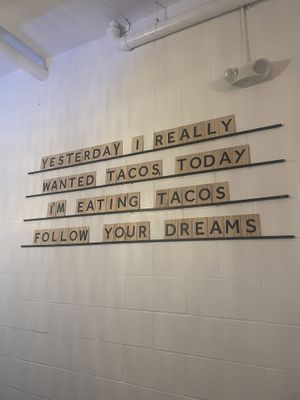 YESTERDAY I REALLY
WANTED TACOS. TODAY
I'M EATING TACOS
FOLLOW YOUR DREAMS